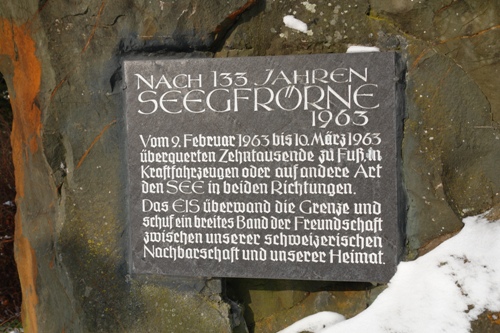 NACH 133 JAHREN
SEEGFRÖRNE
1963
Vom 9. Februar 1963 bis 10. März 1963
überquerten Zehntausende zu Fuß, in
Kraftfahrzeugen oder auf andere Art
den SEE in beiden Richtungen.
Das EIS überwand die Grenze und
schuf ein breites Band der Freundschaft
zwischen unserer schweizerischen
Nachbarschaft und unserer Heimat.